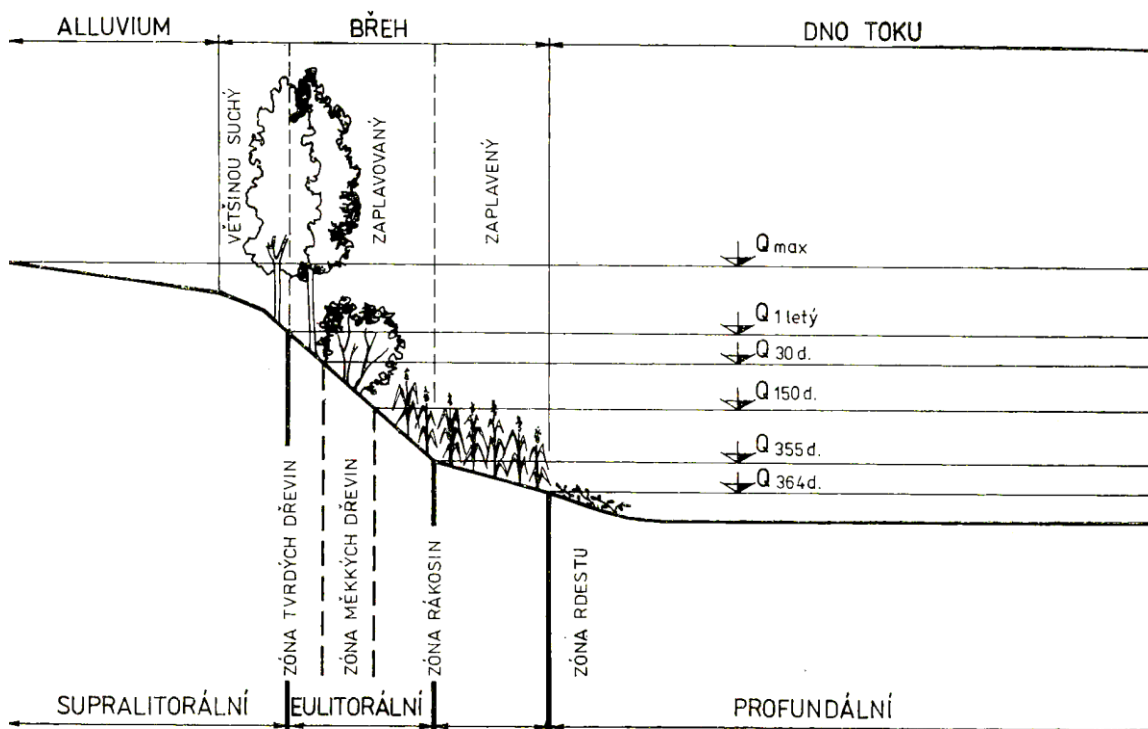 ALLUVIUM
BŘEH
DNO TOKU
VĚTŠINOU SUCHÝ
ZAPLAVOVANÝ
ZAPLAVENÝ
Q max
Q 1 letý
Q 30 d.
Q 150 d.
Q 355 d.
Q 364 d.
ZÓNA TVRDÝCH DŘEVIN
ZÓNA MĚKKÝCH DŘEVIN
ZÓNA RÁKOSIN
ZÓNA RDESTU
SUPRALITORÁLNÍ
EULITORÁLNÍ
PROFUNDÁLNÍ